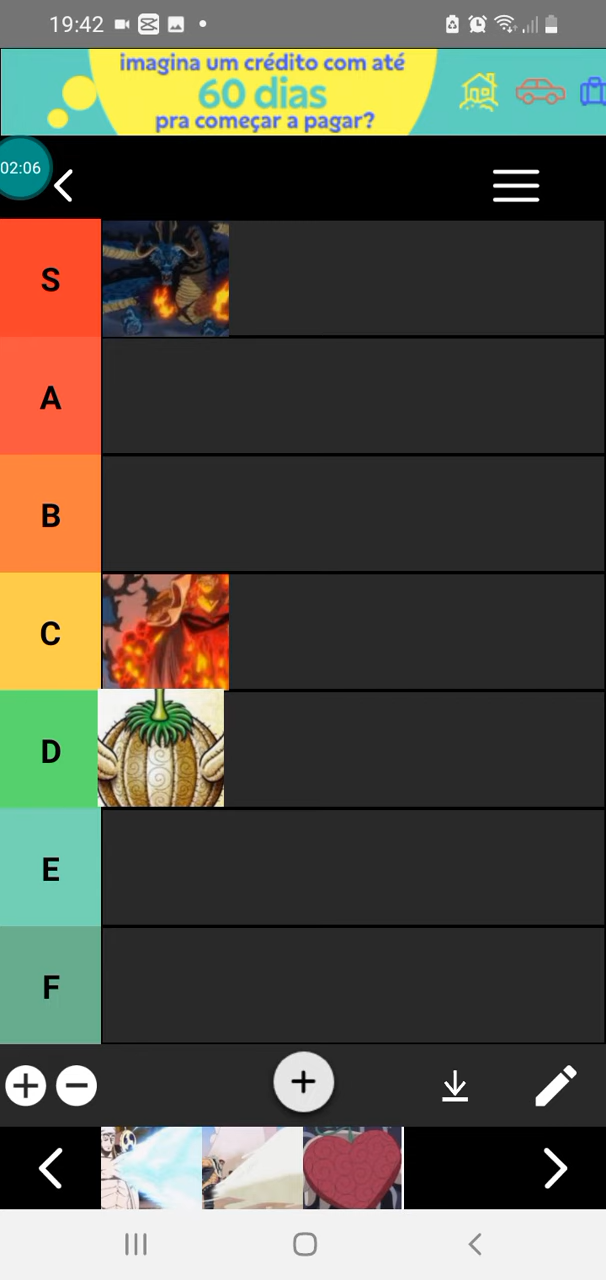 19:42
imagina um crédito com até
60 dias
pra começar a pagar?
02:06
S
A
B
C
D
E
F